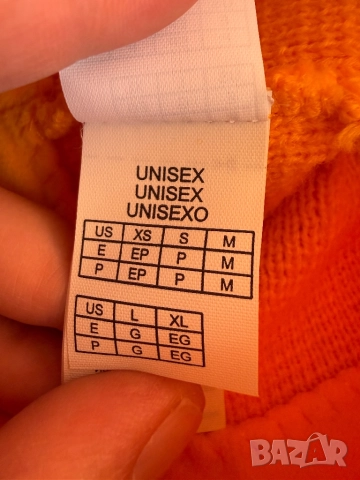 UNISEX
UNISEX
UNISEXO
US XS S M
E EP P M
P EP P M
US L XL
E G EG
P G EG
BAZAR